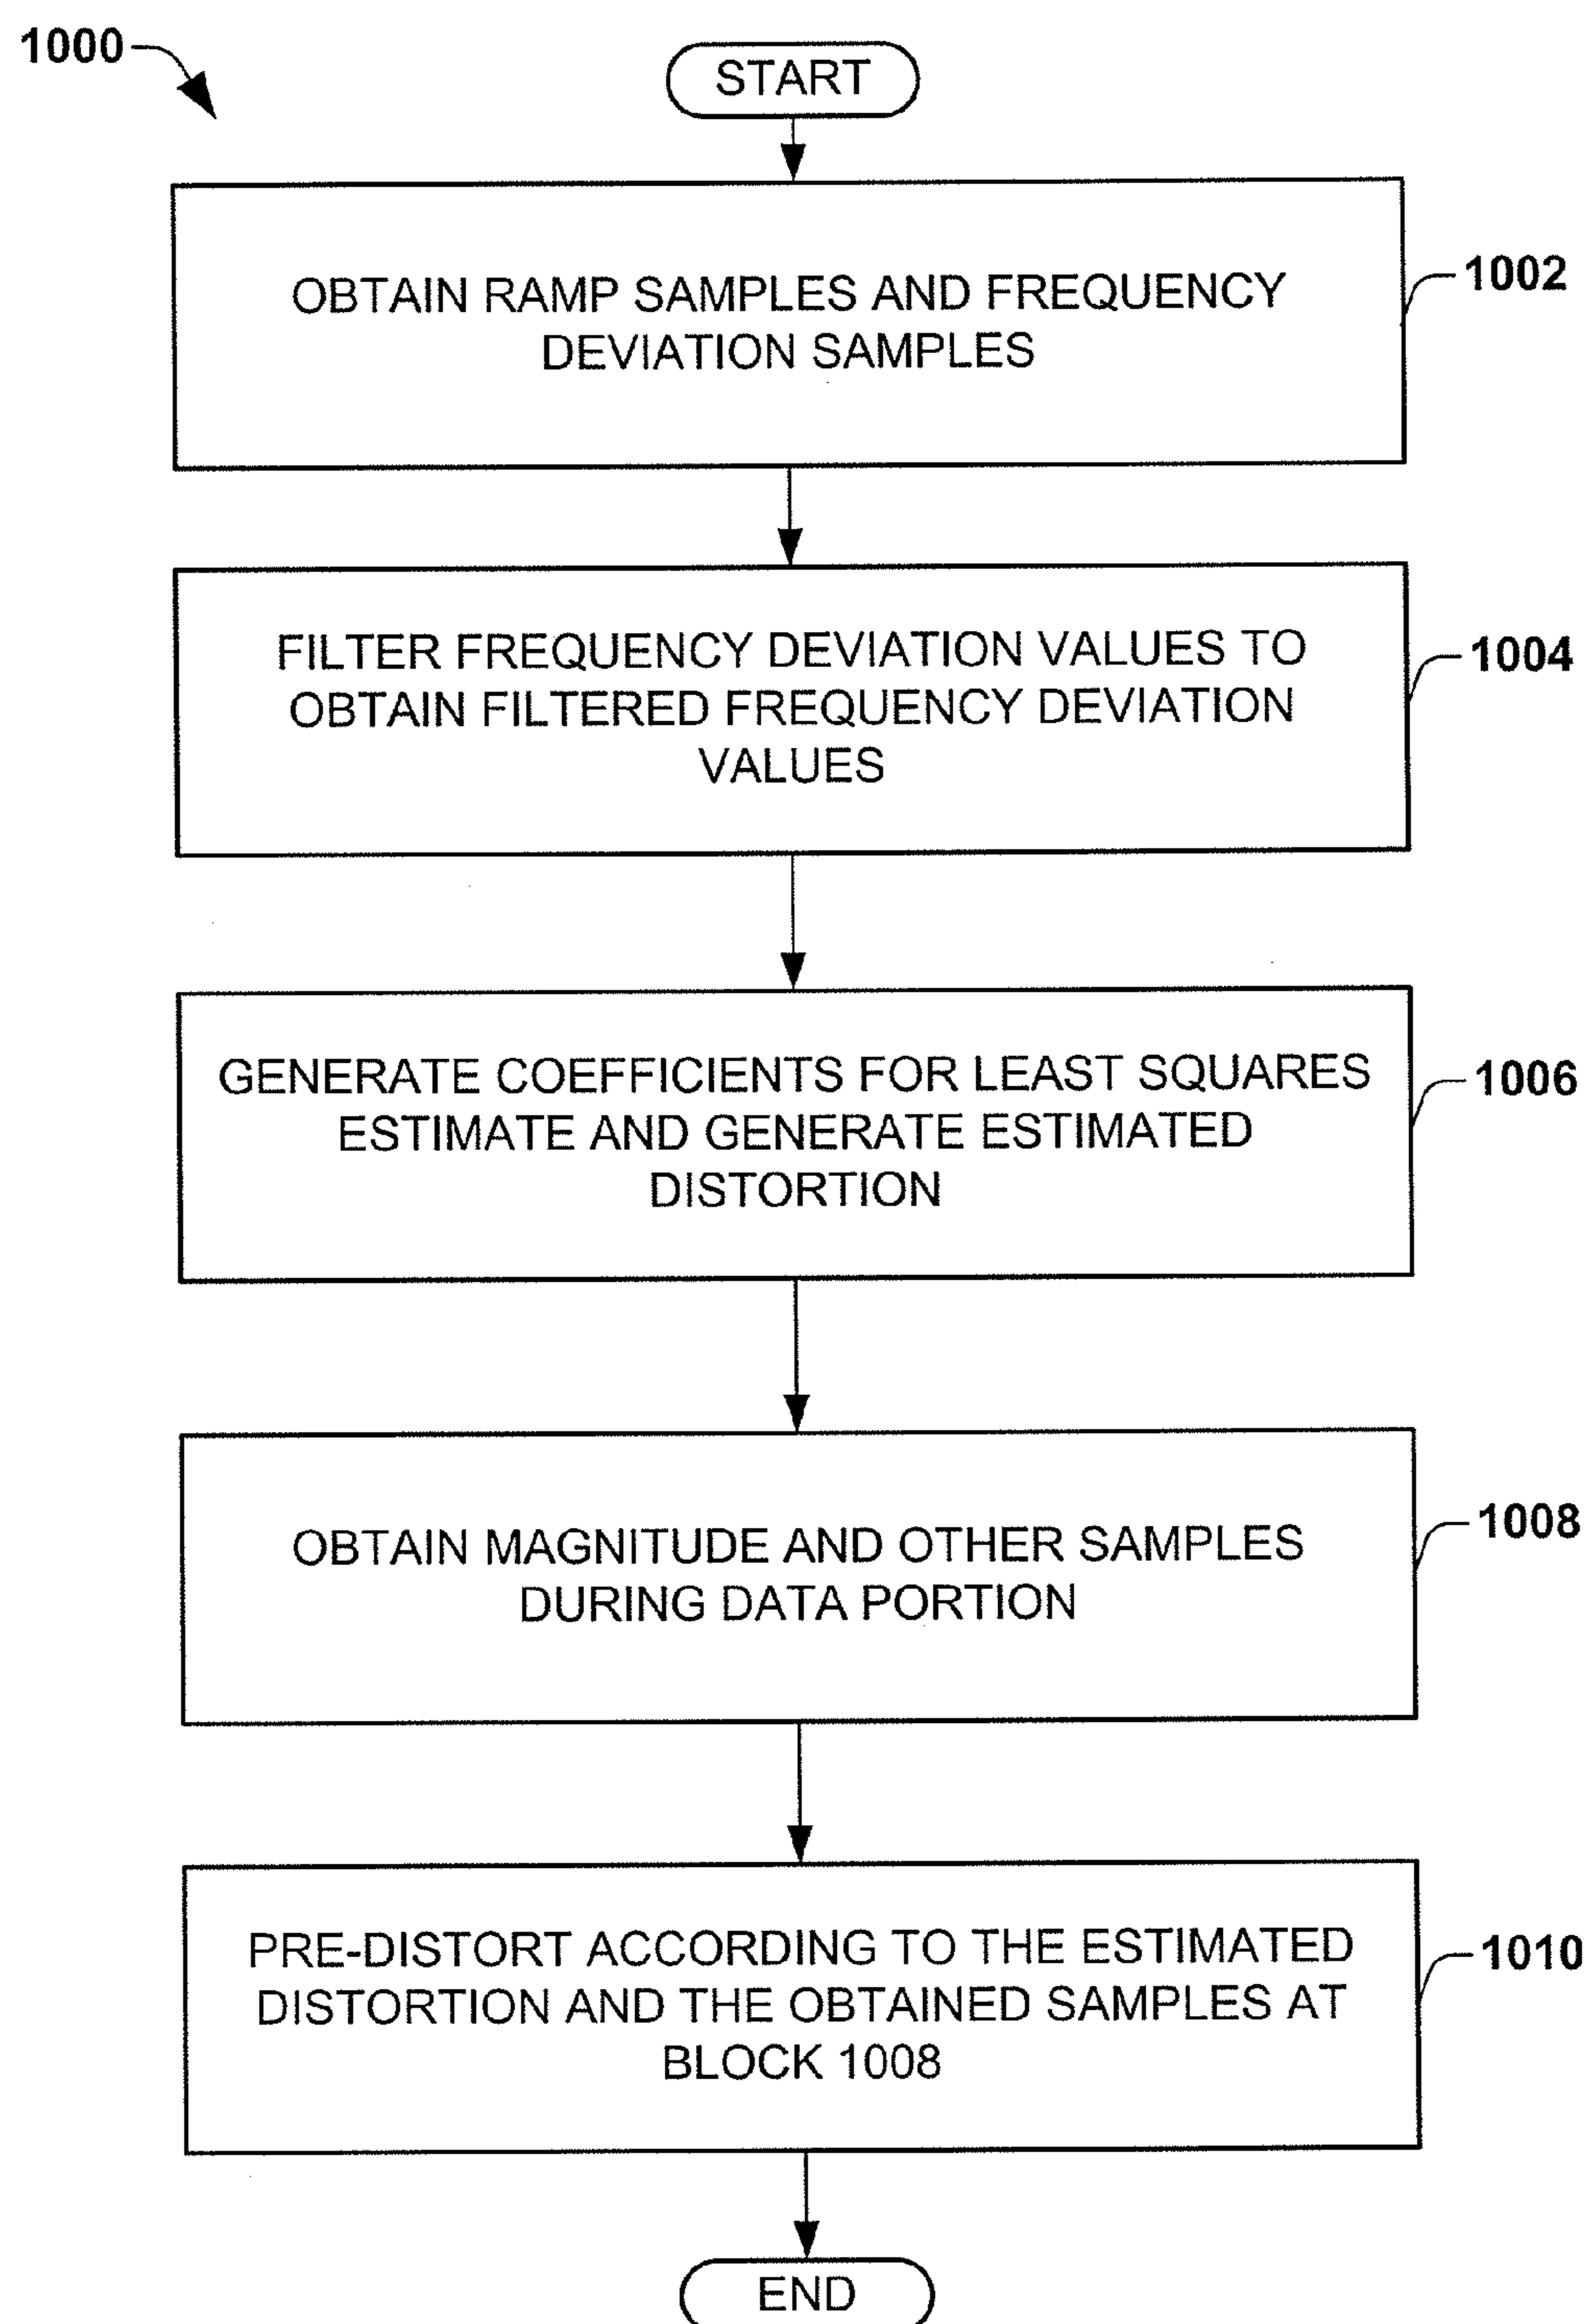 1000
START
OBTAIN RAMP SAMPLES AND FREQUENCY
DEVIATION SAMPLES
1002
FILTER FREQUENCY DEVIATION VALUES TO
OBTAIN FILTERED FREQUENCY DEVIATION
VALUES
1004
GENERATE COEFFICIENTS FOR LEAST SQUARES
ESTIMATE AND GENERATE ESTIMATED
DISTORTION
1006
OBTAIN MAGNITUDE AND OTHER SAMPLES
DURING DATA PORTION
1008
PRE-DISTORT ACCORDING TO THE ESTIMATED
DISTORTION AND THE OBTAINED SAMPLES AT
BLOCK 1008
1010
END